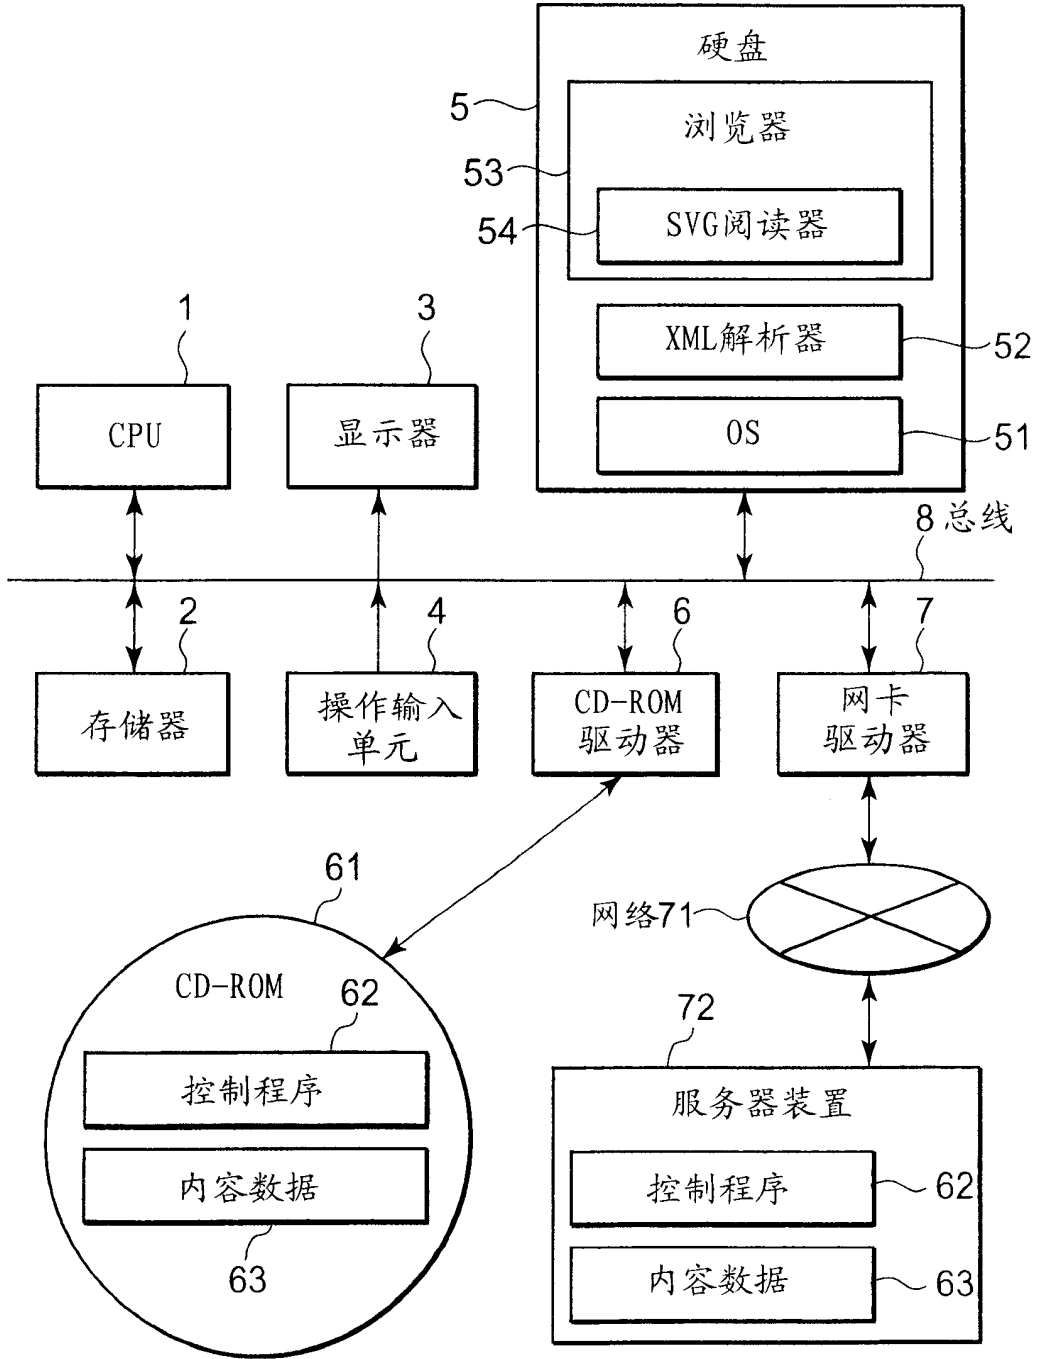 硬盘
5
浏览器
53
54
SVG阅读器
XML解析器
52
OS
51
1
3
CPU
显示器
8总线
2
4
6
7
存储器
操作输入
单元
CD-ROM
驱动器
网卡
驱动器
61
网络71
CD-ROM
62
控制程序
内容数据
63
72
服务器装置
控制程序
62
内容数据
63